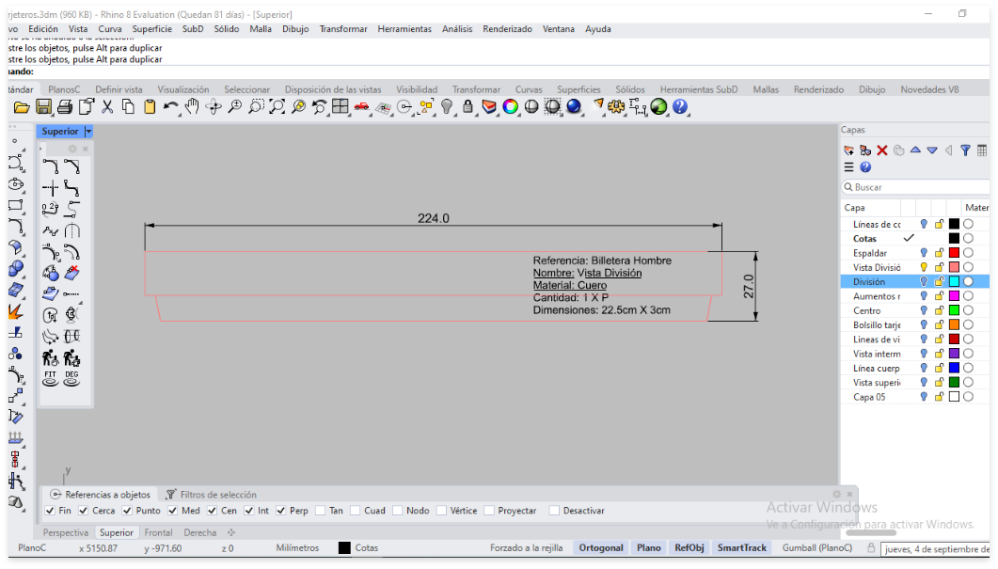 rjeteros.3dm (960 KB) - Rhino 8 Evaluation (Quedan 81 días) - [Superior]
vo Edición Vista Curva Superficie SubD Sólido Malla Dibujo Transformar Herramientas Análisis Renderizado Ventana Ayuda
stre los objetos, pulse Alt para duplicar
stre los objetos, pulse Alt para duplicar
ando:
tándar PlanosC Definir vista Visualización Seleccionar Disposición de las vistas Visibilidad Transformar Curvas Superficies Sólidos Herramientas SubD Mallas Renderizado Dibujo Novedades V8
Superior
Capas
Buscar
Capa Mater
Líneas de cc
Cotas
Espaldar
Vista Divisió
División
Aumentos r
Centro
Bolsillo tarje
Lineas de vi
Vista interm
Línea cuerp
Vista superi
Capa 05
224.0
Referencia: Billetera Hombre
Nombre: Vista División
Material: Cuero
Cantidad: 1 X P
Dimensiones: 22.5cm X 3cm
27.0
FIT DEG
y
Referencias a objetos Filtros de selección
Fin Cerca Punto Med Cen Int Perp Tan Cuad Nodo Vértice Proyectar Desactivar
Activar Windows
Ve a Configuración para activar Windows.
Perspectiva Superior Frontal Derecha
PlanoC x 5150.87 y -971.60 z 0 Milímetros Cotas Forzado a la rejilla Ortogonal Plano RefObj SmartTrack Gumball (PlanoC) jueves, 4 de septiembre de